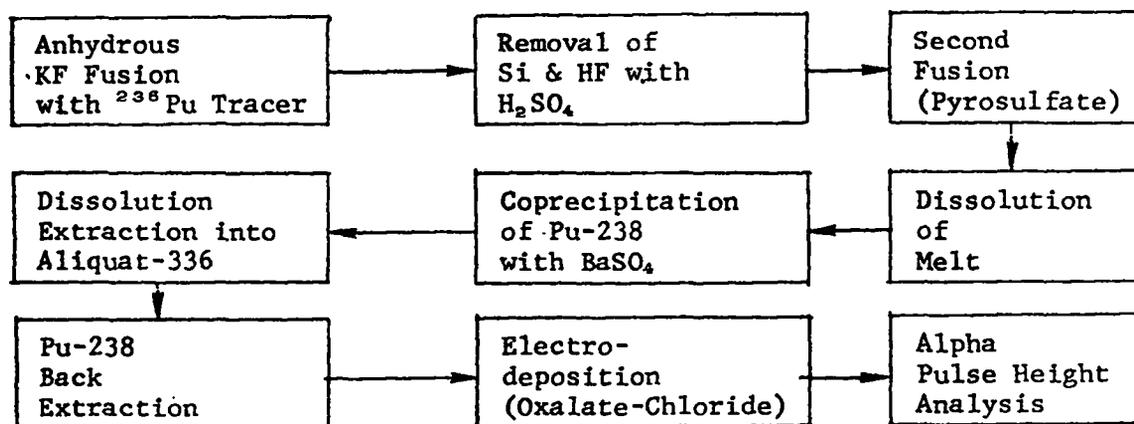 Anhydrous
KF Fusion
with ²³⁶Pu Tracer
Removal of
Si & HF with
H₂SO₄
Second
Fusion
(Pyrosulfate)
Dissolution
of
Melt
Coprecipitation
of Pu-238
with BaSO₄
Dissolution
Extraction into
Aliquat-336
Pu-238
Back
Extraction
Electro-
deposition
(Oxalate-Chloride)
Alpha
Pulse Height
Analysis